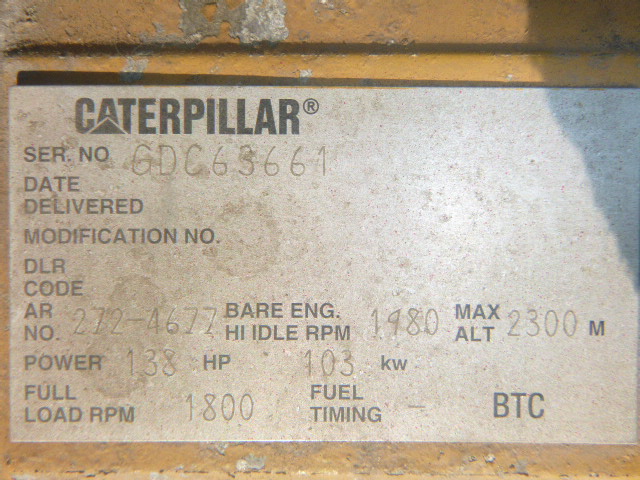 CATERPILLAR®
SER. NO GDC63661
DATE
DELIVERED
MODIFICATION NO.
DLR
CODE
AR NO. 272-4677 BARE ENG. HI IDLE RPM 1980 MAX ALT 2300 M
POWER 138 HP 103 kw
FULL LOAD RPM 1800 FUEL TIMING - BTC